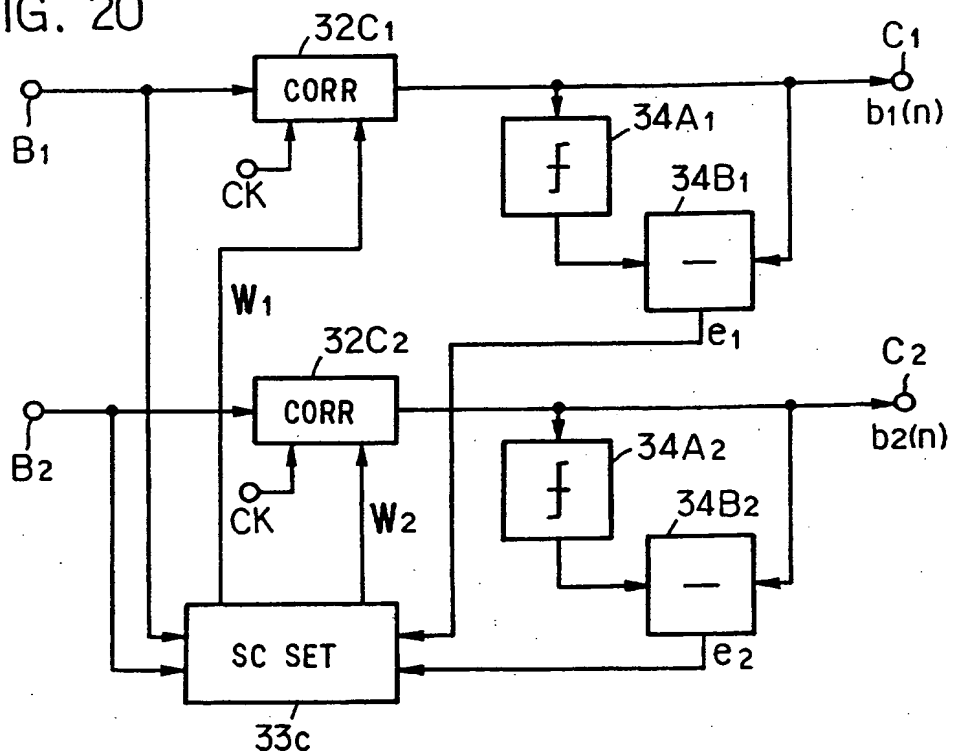 IG. 20
32C1
C1
CORR
b1(n)
B1
34A1
CK
34B1
W1
e1
32C2
C2
CORR
b2(n)
B2
34A2
CK
W2
34B2
SC SET
e2
33c